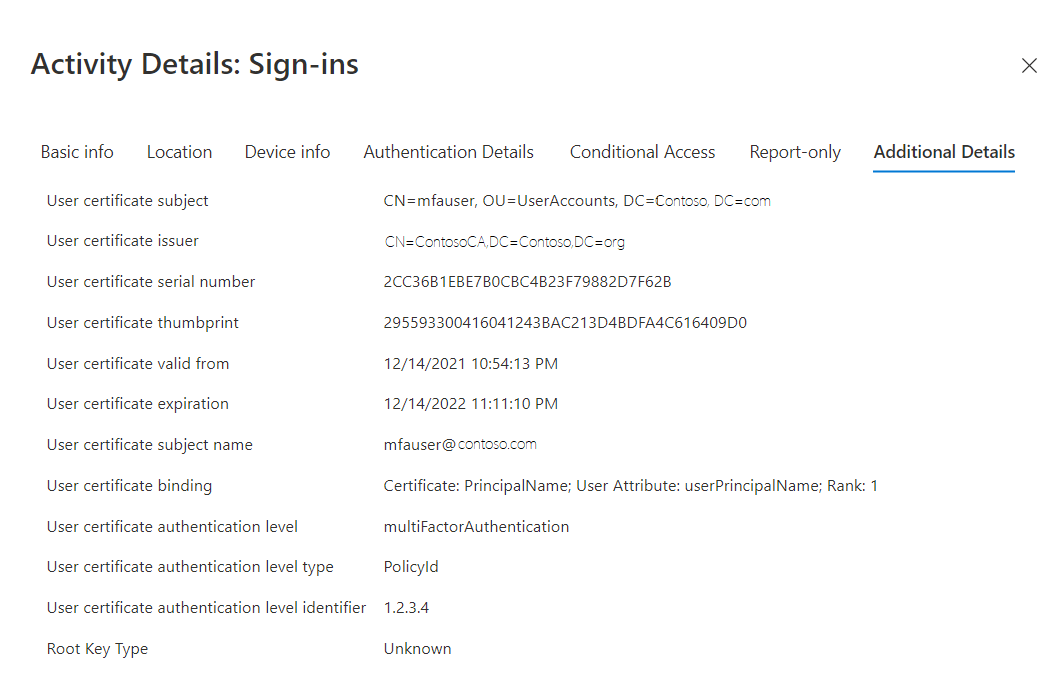 Activity Details: Sign-ins
Basic info Location Device info Authentication Details Conditional Access Report-only Additional Details
User certificate subject CN=mfauser, OU=UserAccounts, DC=Contoso, DC=com
User certificate issuer CN=ContosoCA,DC=Contoso,DC=org
User certificate serial number 2CC36B1EBE7B0CBC4B23F79882D7F62B
User certificate thumbprint 295593300416041243BAC213D4BDFA4C616409D0
User certificate valid from 12/14/2021 10:54:13 PM
User certificate expiration 12/14/2022 11:11:10 PM
User certificate subject name mfauser@contoso.com
User certificate binding Certificate: PrincipalName; User Attribute: userPrincipalName; Rank: 1
User certificate authentication level multiFactorAuthentication
User certificate authentication level type PolicyId
User certificate authentication level identifier 1.2.3.4
Root Key Type Unknown